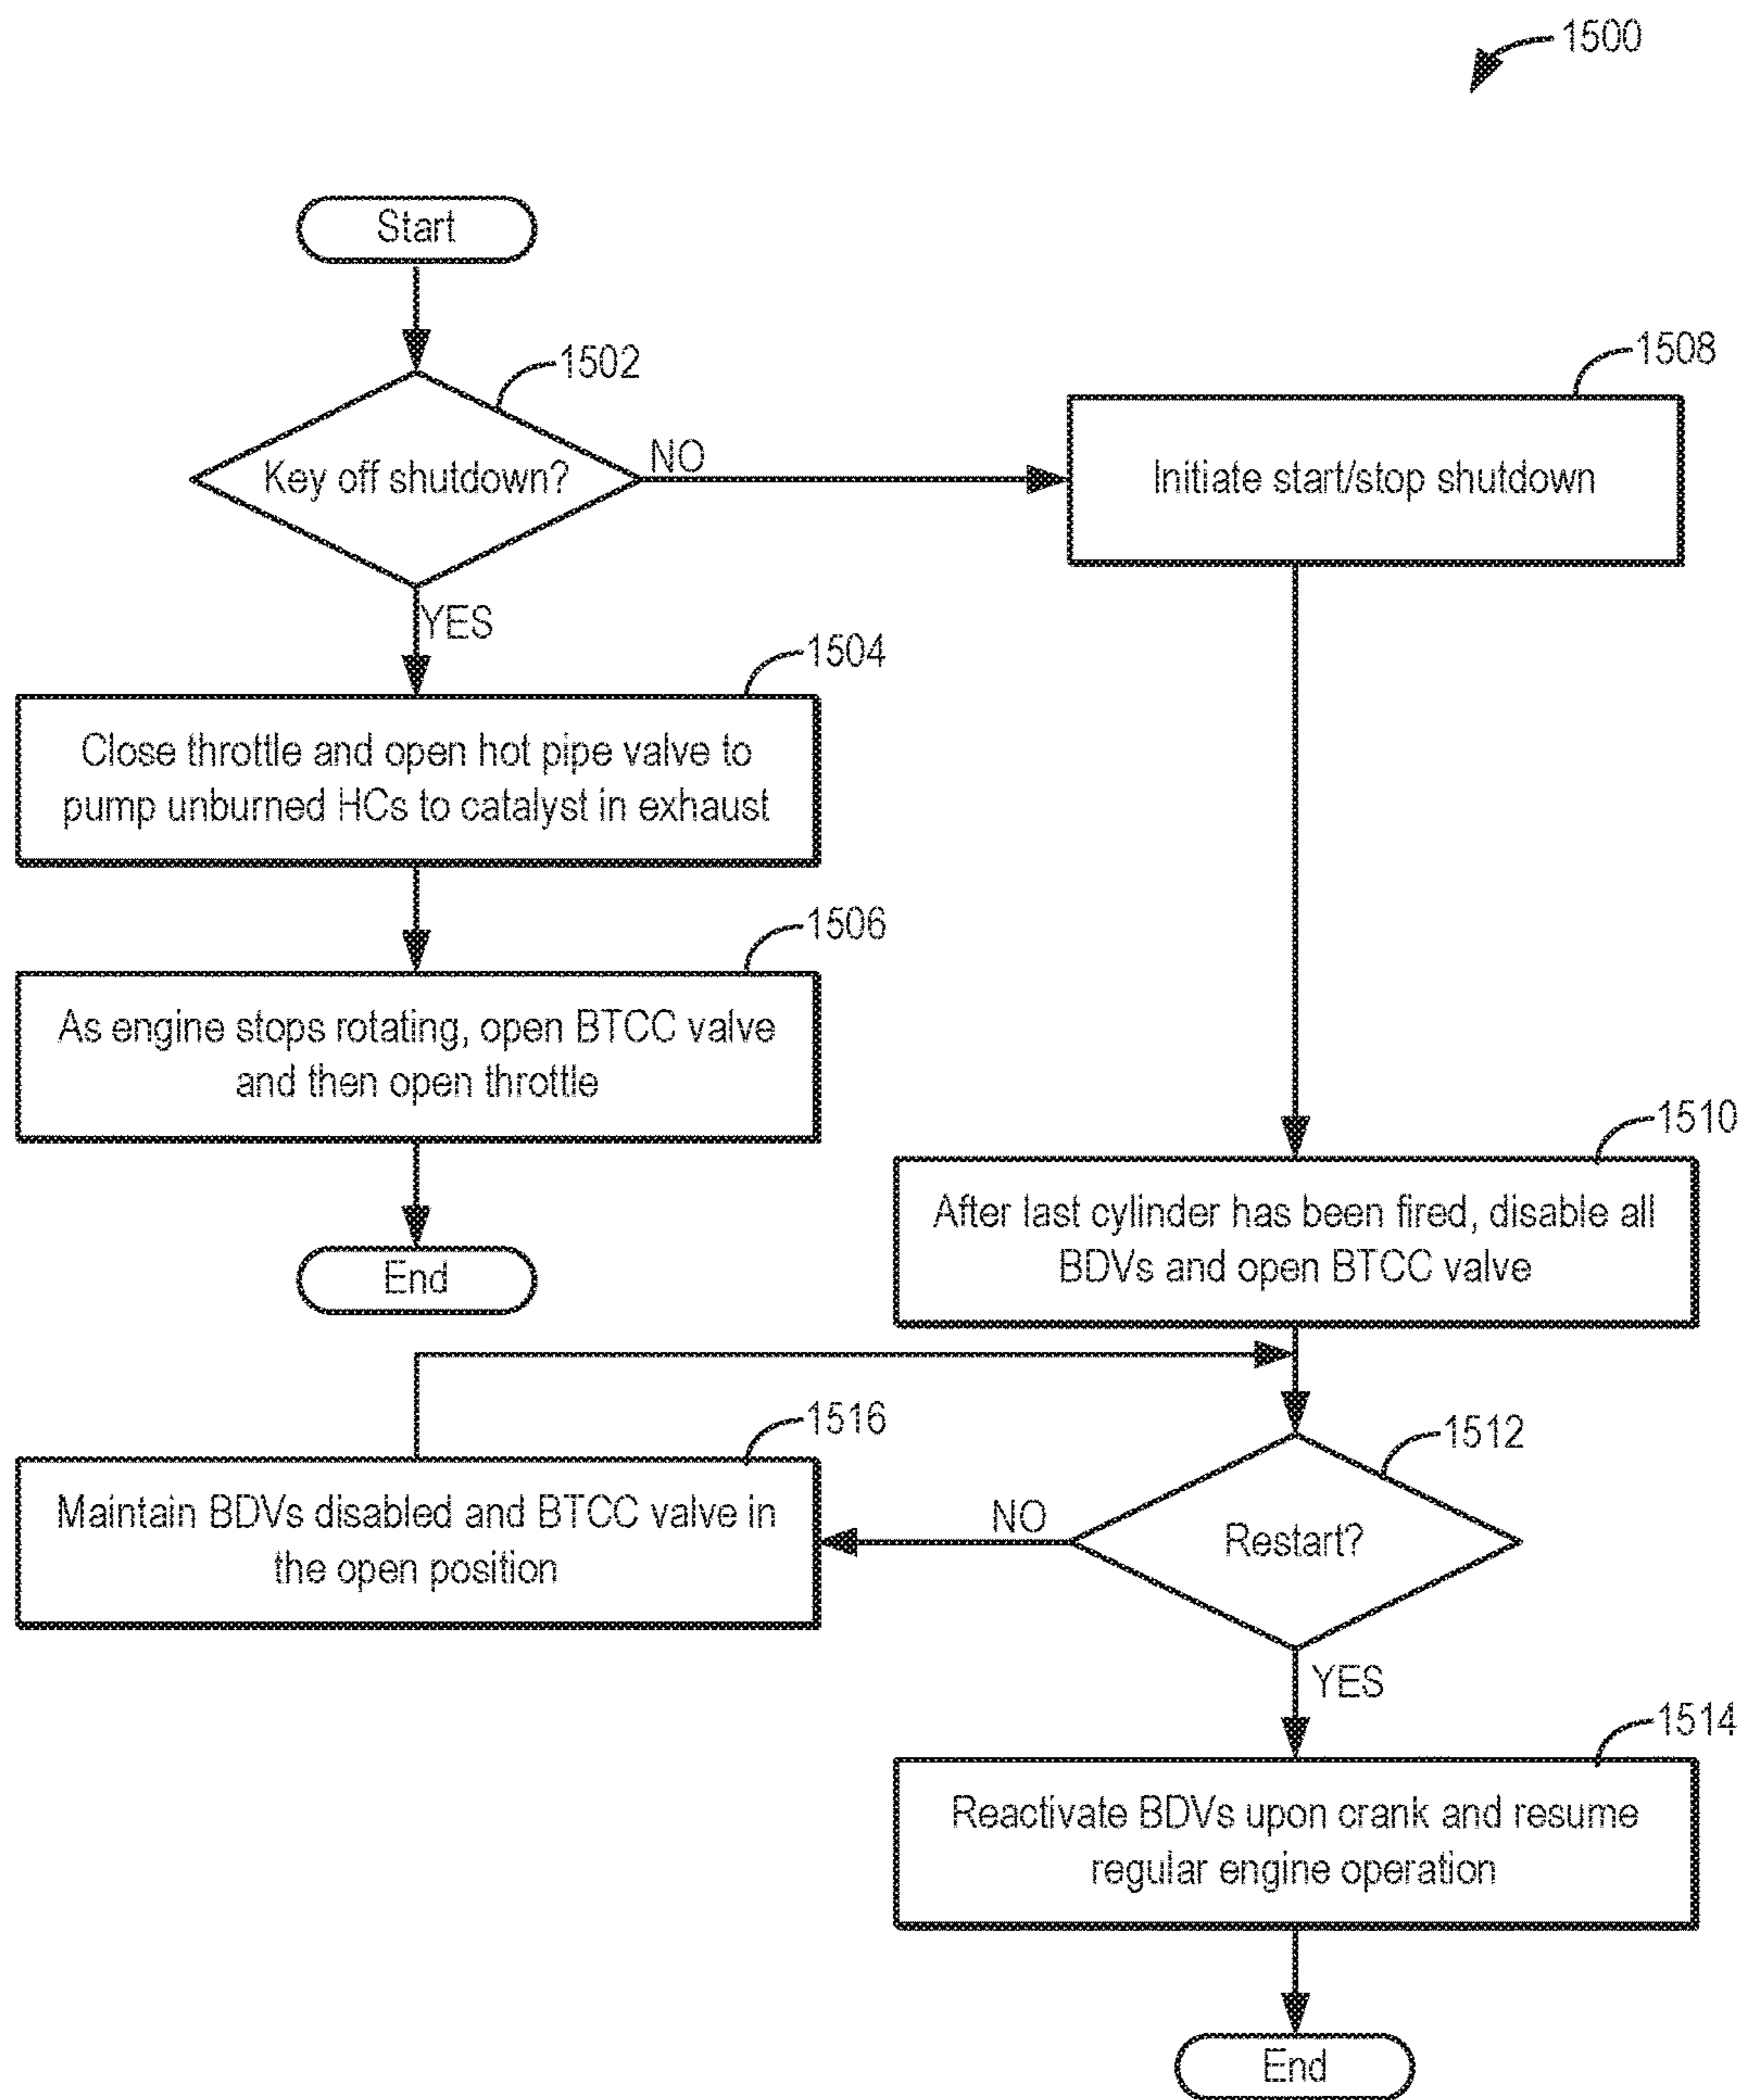 1500
Start
1502
Key off shutdown?
NO
1508
Initiate start/stop shutdown
YES
1504
Close throttle and open hot pipe valve to
pump unburned HCs to catalyst in exhaust
1506
As engine stops rotating, open BTCC valve
and then open throttle
End
1510
After last cylinder has been fired, disable all
BDVs and open BTCC valve
1516
Maintain BDVs disabled and BTCC valve in
the open position
1512
NO
Restart?
YES
1514
Reactivate BDVs upon crank and resume
regular engine operation
End